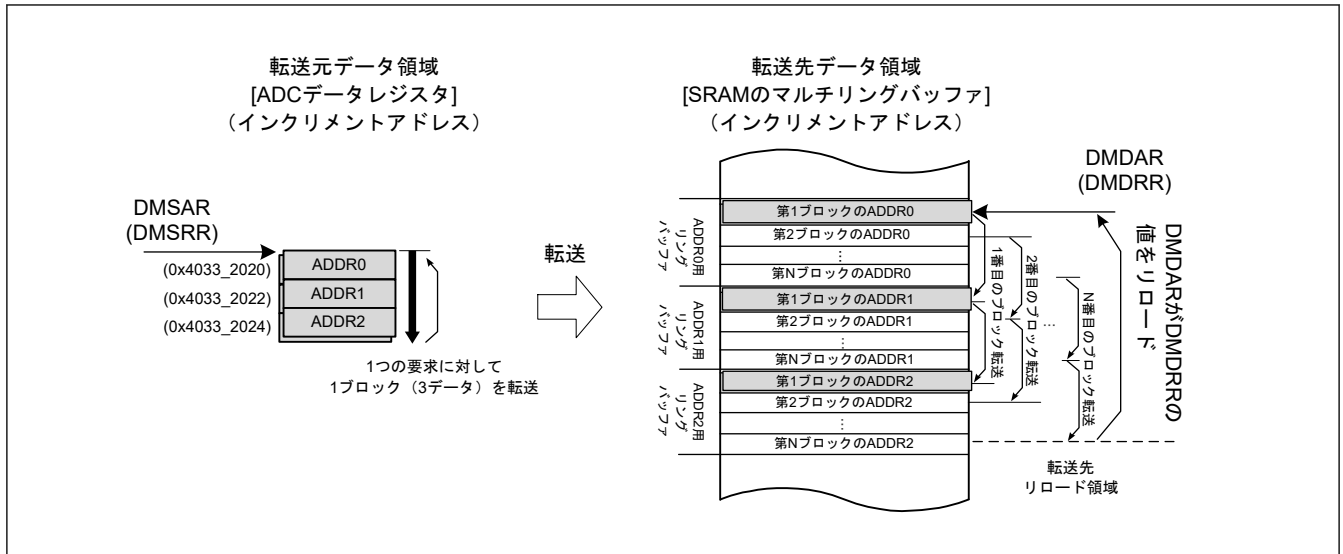 転送元データ領域
[ADCデータレジスタ]
（インクリメントアドレス）
DMSAR
(DMSRR)
(0x4033_2020)
(0x4033_2022)
(0x4033_2024)
ADDR0
ADDR1
ADDR2
1つの要求に対して
1ブロック（3データ）を転送
転送
転送先データ領域
[SRAMのマルチリングバッファ]
（インクリメントアドレス）
ADDR0用
リング
バッファ
第1ブロックのADDR0
第2ブロックのADDR0
…
第NブロックのADDR0
ADDR1用
リング
バッファ
第1ブロックのADDR1
第2ブロックのADDR1
…
第NブロックのADDR1
ADDR2用
リング
バッファ
第1ブロックのADDR2
第2ブロックのADDR2
…
第NブロックのADDR2
1番目のブロック転送
2番目のブロック転送
…
N番目のブロック転送
DMDAR
(DMDRR)
DMDARがDMDRRの
値をリロード
転送先
リロード領域